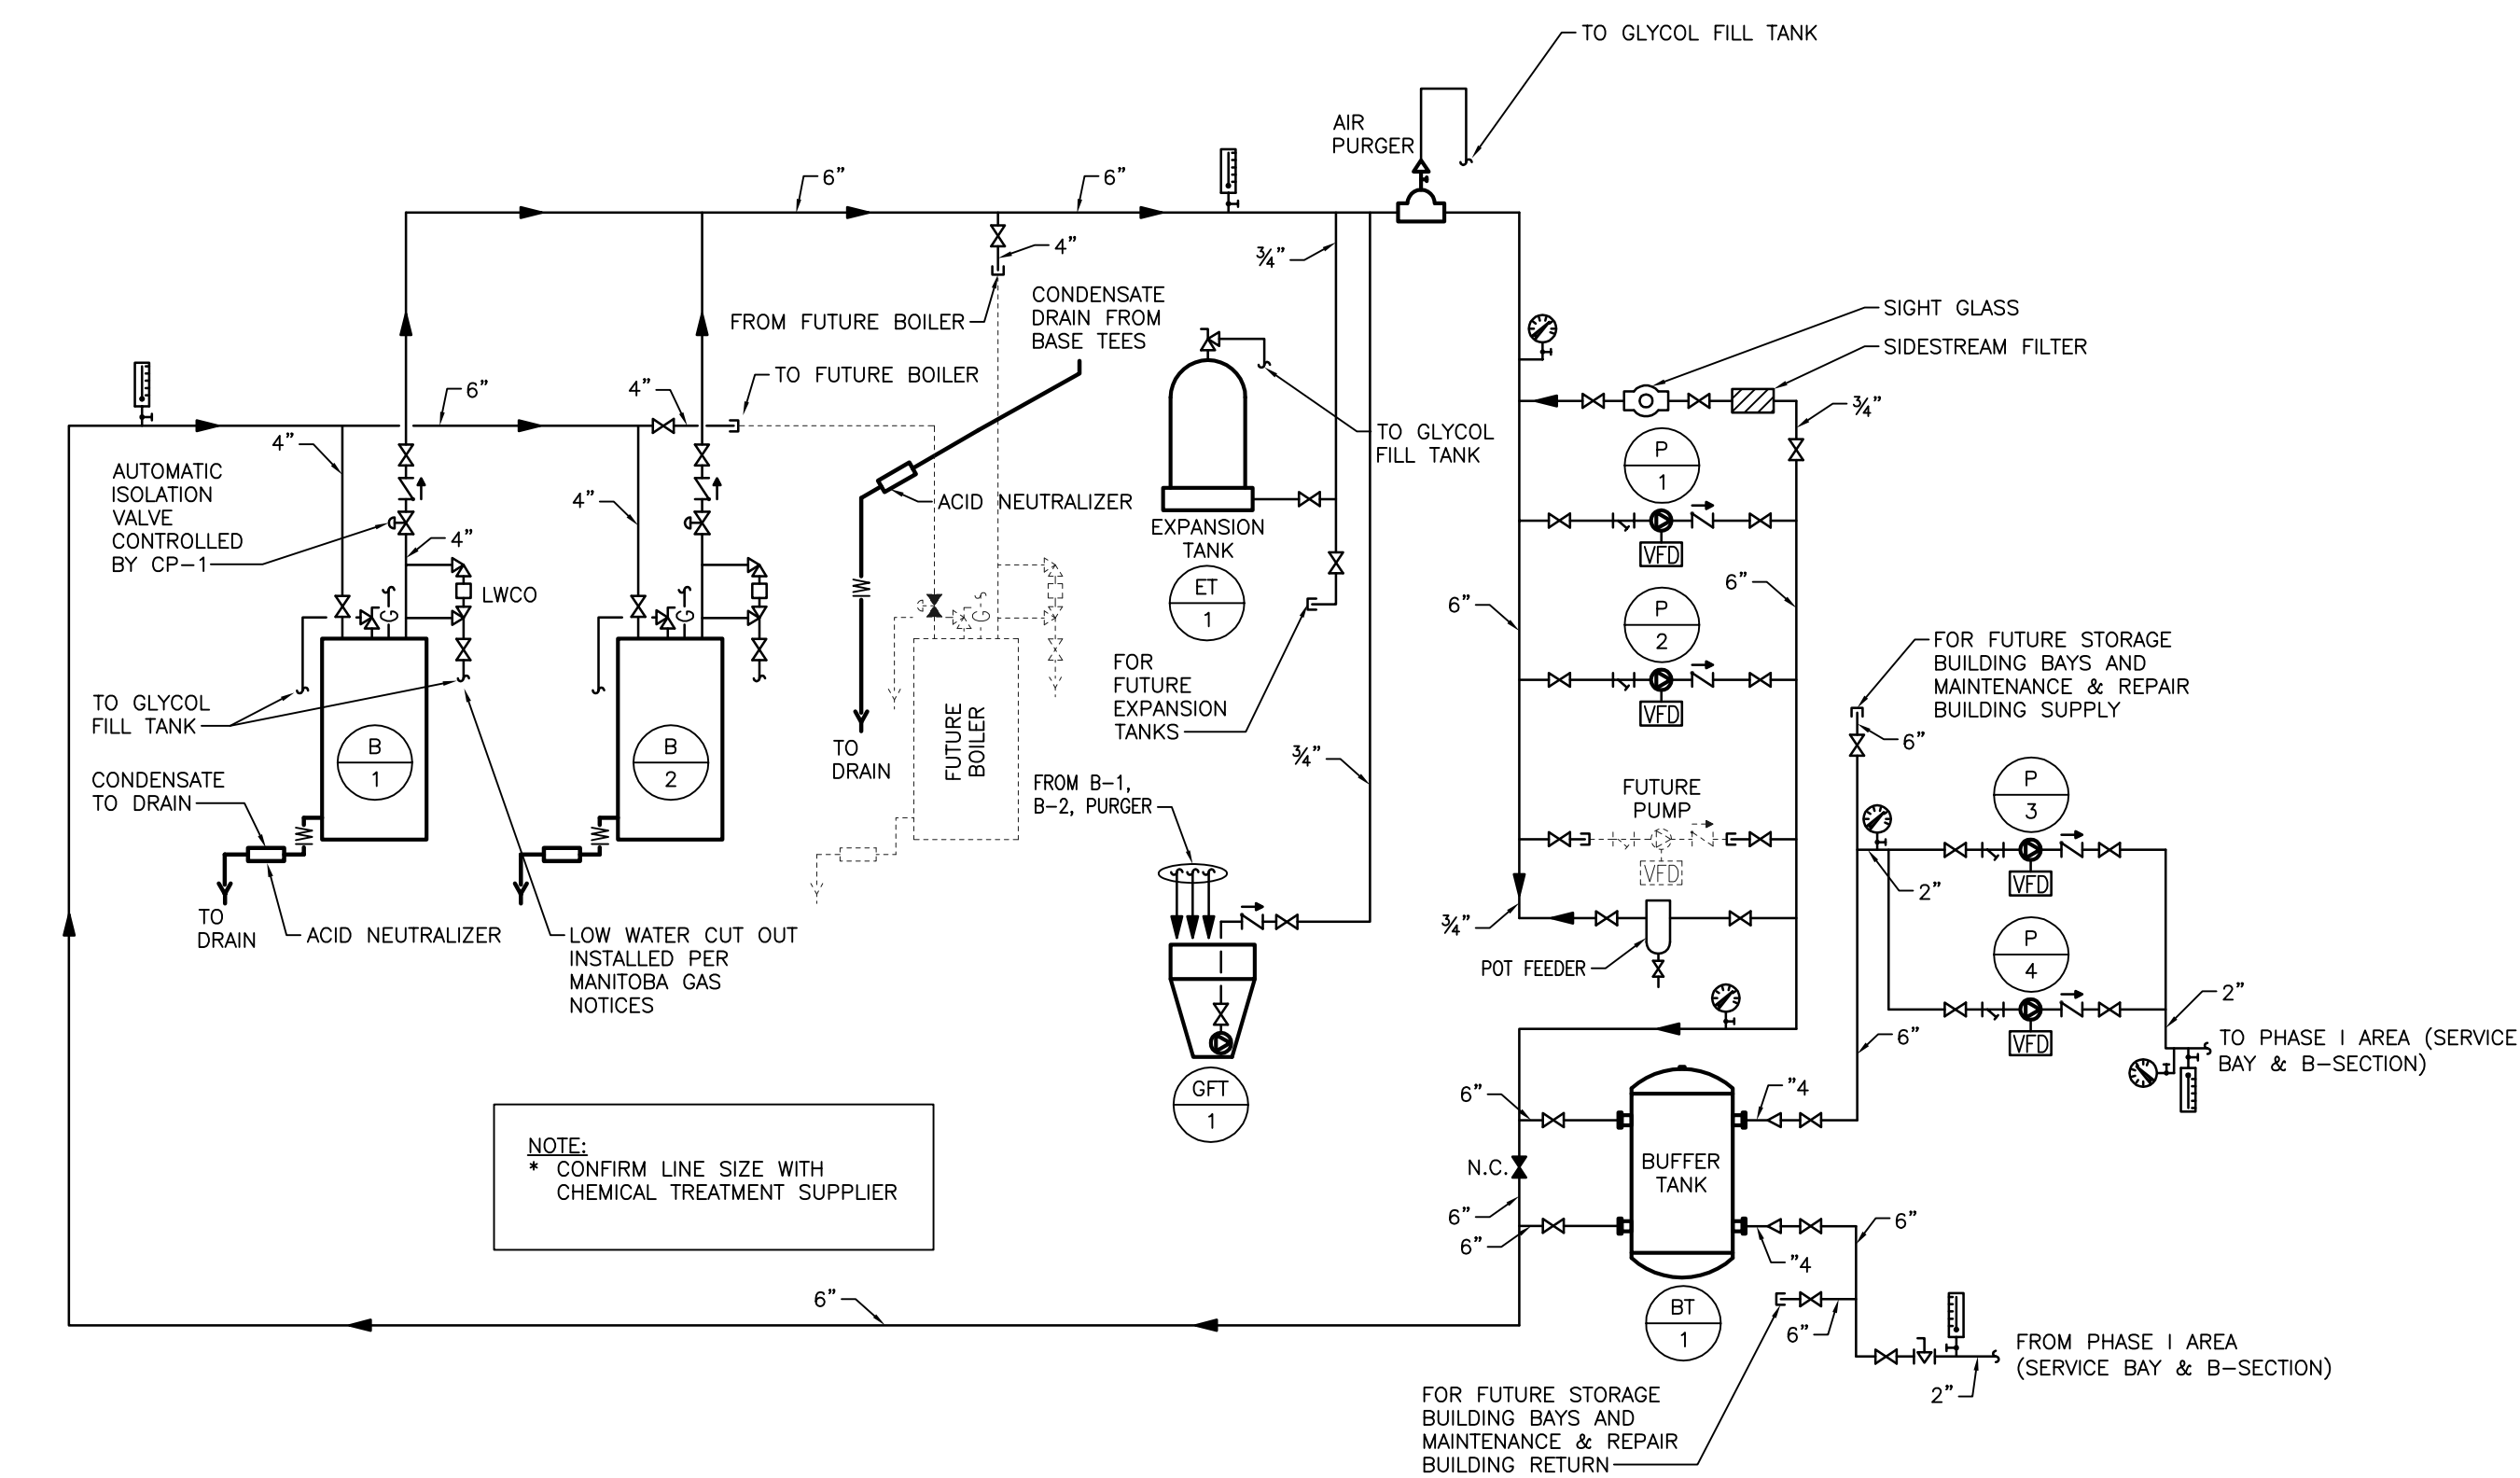 TO GLYCOL FILL TANK
AIR
PURGER
6”
6”
4”
¾”
CONDENSATE
DRAIN FROM
BASE TEES
FROM FUTURE BOILER
SIGHT GLASS
SIDESTREAM FILTER
TO FUTURE BOILER
6”
4”
¾”
4”
TO GLYCOL
FILL TANK
P
1
VFD
AUTOMATIC
ISOLATION
VALVE
CONTROLLED
BY CP-1
4”
4”
ACID NEUTRALIZER
EXPANSION
TANK
ET
1
LWCO
6”
6”
P
2
VFD
FOR FUTURE STORAGE
BUILDING BAYS AND
MAINTENANCE & REPAIR
BUILDING SUPPLY
6”
FOR
FUTURE
EXPANSION
TANKS
TO GLYCOL
FILL TANK
B
1
B
2
TO
DRAIN
FUTURE
BOILER
¾”
CONDENSATE
TO DRAIN
FROM B-1,
B-2, PURGER
FUTURE
PUMP
VFD
P
3
VFD
2”
¾”
TO
DRAIN
ACID NEUTRALIZER
LOW WATER CUT OUT
INSTALLED PER
MANITOBA GAS
NOTICES
POT FEEDER
P
4
VFD
2”
6”
TO PHASE I AREA (SERVICE
BAY & B-SECTION)
GFT
1
6”
”4
NOTE:
* CONFIRM LINE SIZE WITH
CHEMICAL TREATMENT SUPPLIER
N.C.
BUFFER
TANK
6”
6”
6”
”4
6”
BT
1
6”
FROM PHASE I AREA
(SERVICE BAY & B-SECTION)
2”
FOR FUTURE STORAGE
BUILDING BAYS AND
MAINTENANCE & REPAIR
BUILDING RETURN